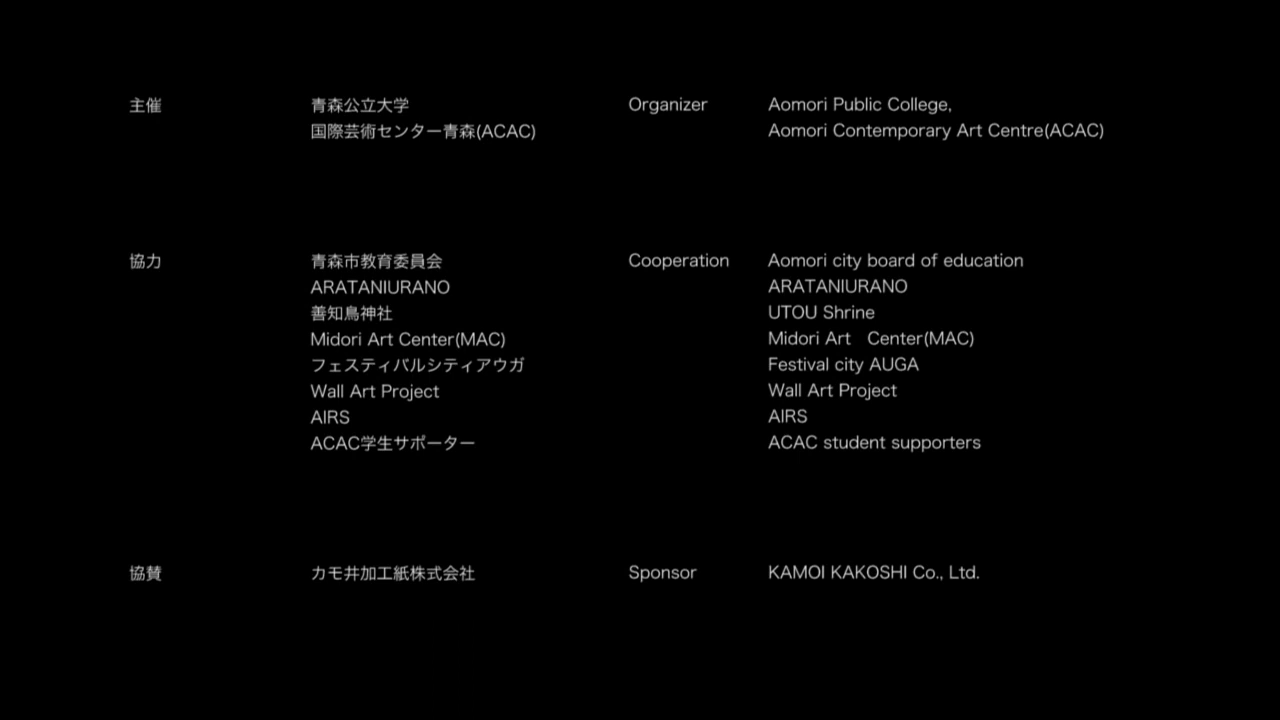 主催 青森公立大学 Organizer Aomori Public College,
国際芸術センター青森(ACAC) Aomori Contemporary Art Centre(ACAC)
協力 青森市教育委員会 Cooperation Aomori city board of education
ARATANIURANO ARATANIURANO
善知鳥神社 UTOU Shrine
Midori Art Center(MAC) Midori Art　Center(MAC)
フェスティバルシティアウガ Festival city AUGA
Wall Art Project Wall Art Project
AIRS AIRS
ACAC学生サポーター ACAC student supporters
協賛 カモ井加工紙株式会社 Sponsor KAMOI KAKOSHI Co., Ltd.